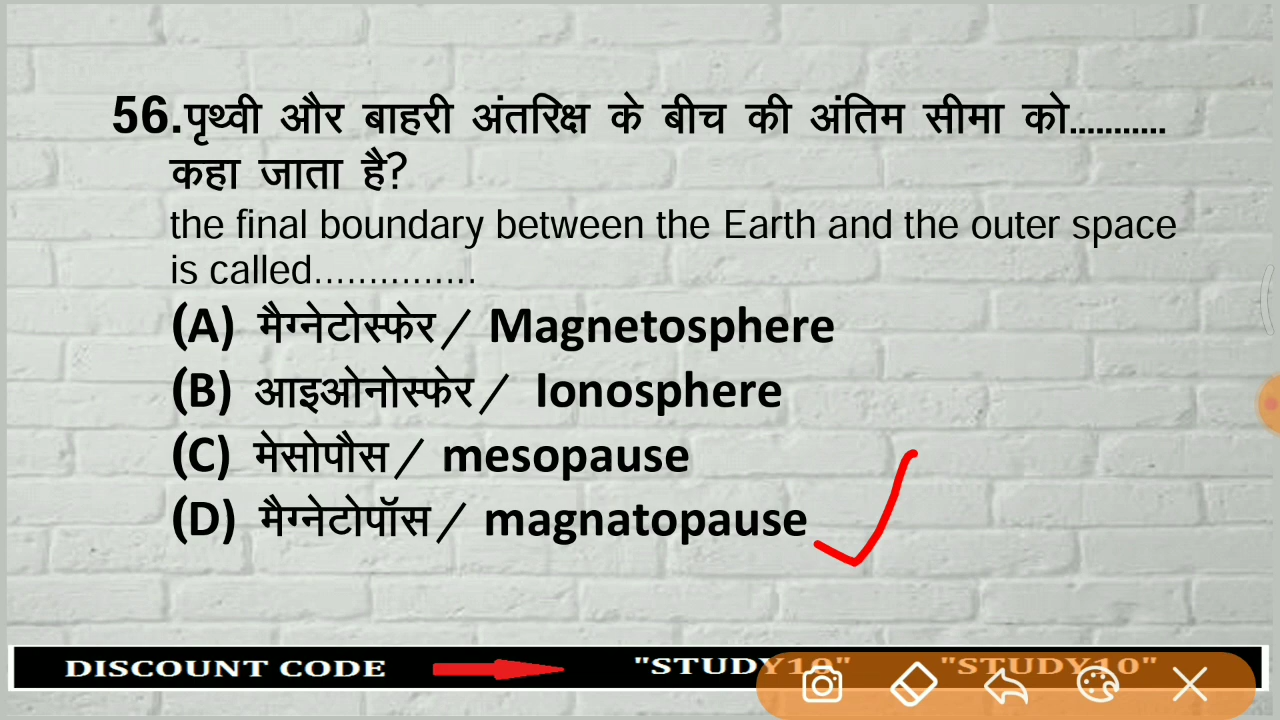 56.पृथ्वी और बाहरी अंतरिक्ष के बीच की अंतिम सीमा को...........
कहा जाता है?
the final boundary between the Earth and the outer space
is called...............
(A) मैग्नेटोस्फेर/ Magnetosphere
(B) आइओनोस्फेर/ Ionosphere
(C) मेसोपौस/ mesopause
(D) मैग्नेटोपॉस/ magnatopause
DISCOUNT CODE "STUDY10" "STUDY10"